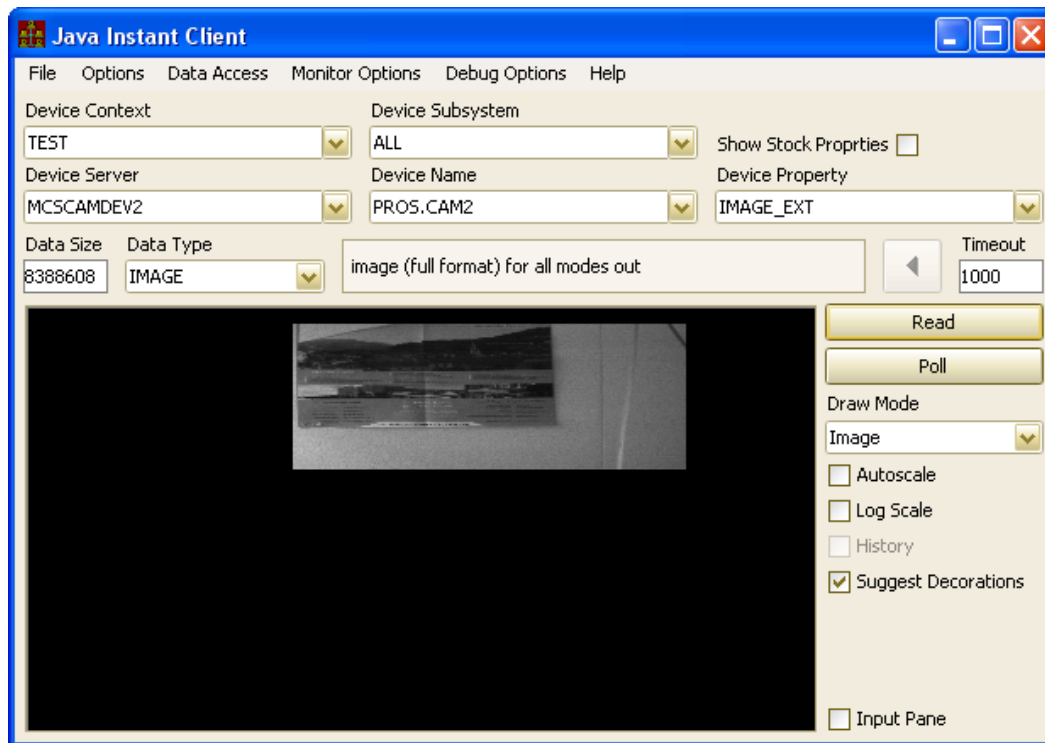 Java Instant Client
File Options Data Access Monitor Options Debug Options Help
Device Context Device Subsystem
TEST ALL Show Stock Proprties
Device Server Device Name Device Property
MCSCAMDEV2 PROS.CAM2 IMAGE_EXT
Data Size Data Type Timeout
8388608 IMAGE image (full format) for all modes out 1000
Read
Poll
Draw Mode
Image
Autoscale
Log Scale
History
Suggest Decorations
Input Pane